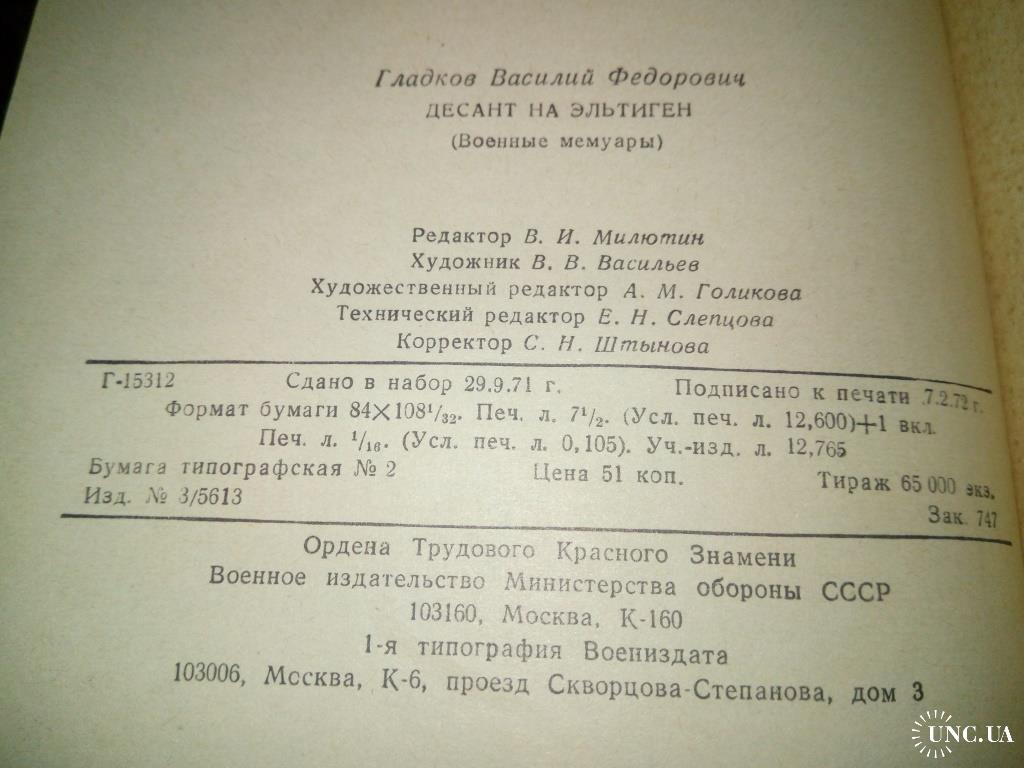 Гладков Василий Федорович
ДЕСАНТ НА ЭЛЬТИГЕН
(Военные мемуары)
Редактор В. И. Милютин
Художник В. В. Васильев
Художественный редактор А. М. Голикова
Технический редактор Е. Н. Слепцова
Корректор С. Н. Штынова
Г-15312 Сдано в набор 29.9.71 г. Подписано к печати 7.2.72 г.
Формат бумаги 84×108¹/₃₂. Печ. л. 7¹/₂. (Усл. печ. л. 12,600)+1 вкл.
Печ. л. ¹/₁₆. (Усл. печ. л. 0,105). Уч.-изд. л. 12,765
Бумага типографская № 2 Цена 51 коп. Тираж 65 000 экз.
Изд. № 3/5613 Зак. 747
Ордена Трудового Красного Знамени
Военное издательство Министерства обороны СССР
103160, Москва, К-160
1-я типография Воениздата
103006, Москва, К-6, проезд Скворцова-Степанова, дом 3
UNC.UA